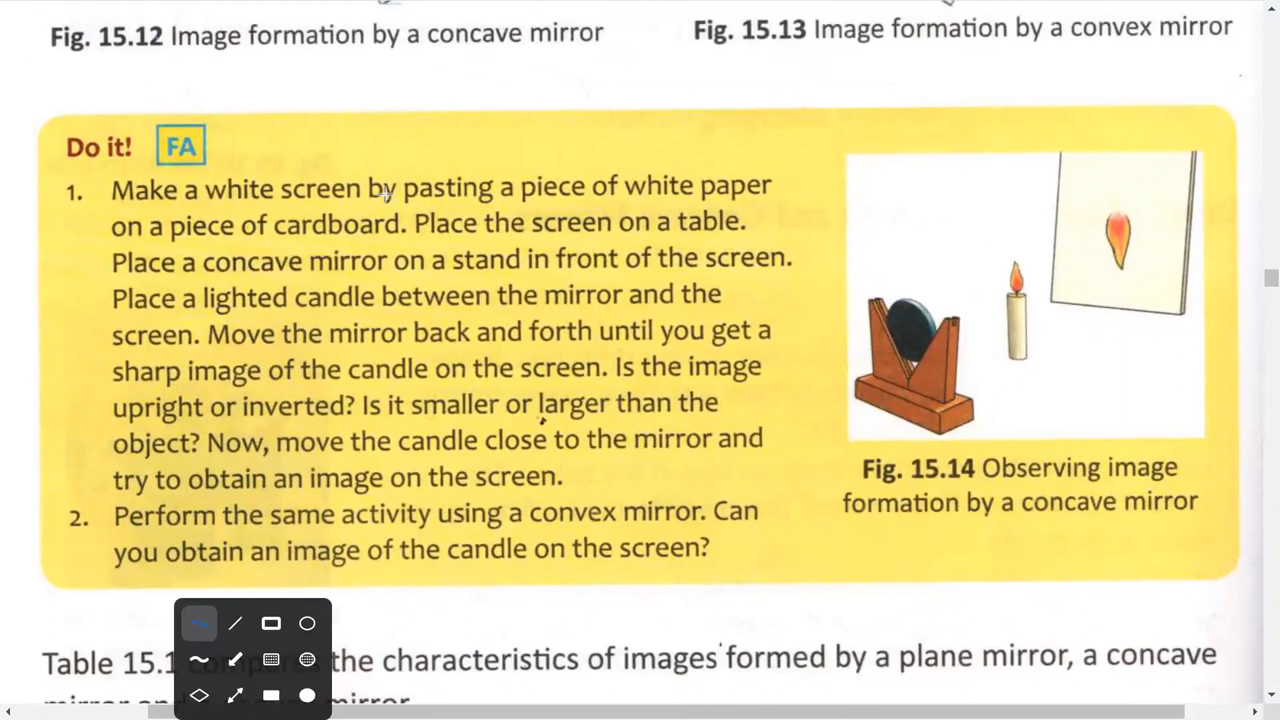 Fig. 15.12 Image formation by a concave mirror
Fig. 15.13 Image formation by a convex mirror
Do it! FA
1. Make a white screen by pasting a piece of white paper
on a piece of cardboard. Place the screen on a table.
Place a concave mirror on a stand in front of the screen.
Place a lighted candle between the mirror and the
screen. Move the mirror back and forth until you get a
sharp image of the candle on the screen. Is the image
upright or inverted? Is it smaller or larger than the
object? Now, move the candle close to the mirror and
try to obtain an image on the screen.
2. Perform the same activity using a convex mirror. Can
you obtain an image of the candle on the screen?
Fig. 15.14 Observing image
formation by a concave mirror
Table 15.1 the characteristics of images formed by a plane mirror, a concave
mirror